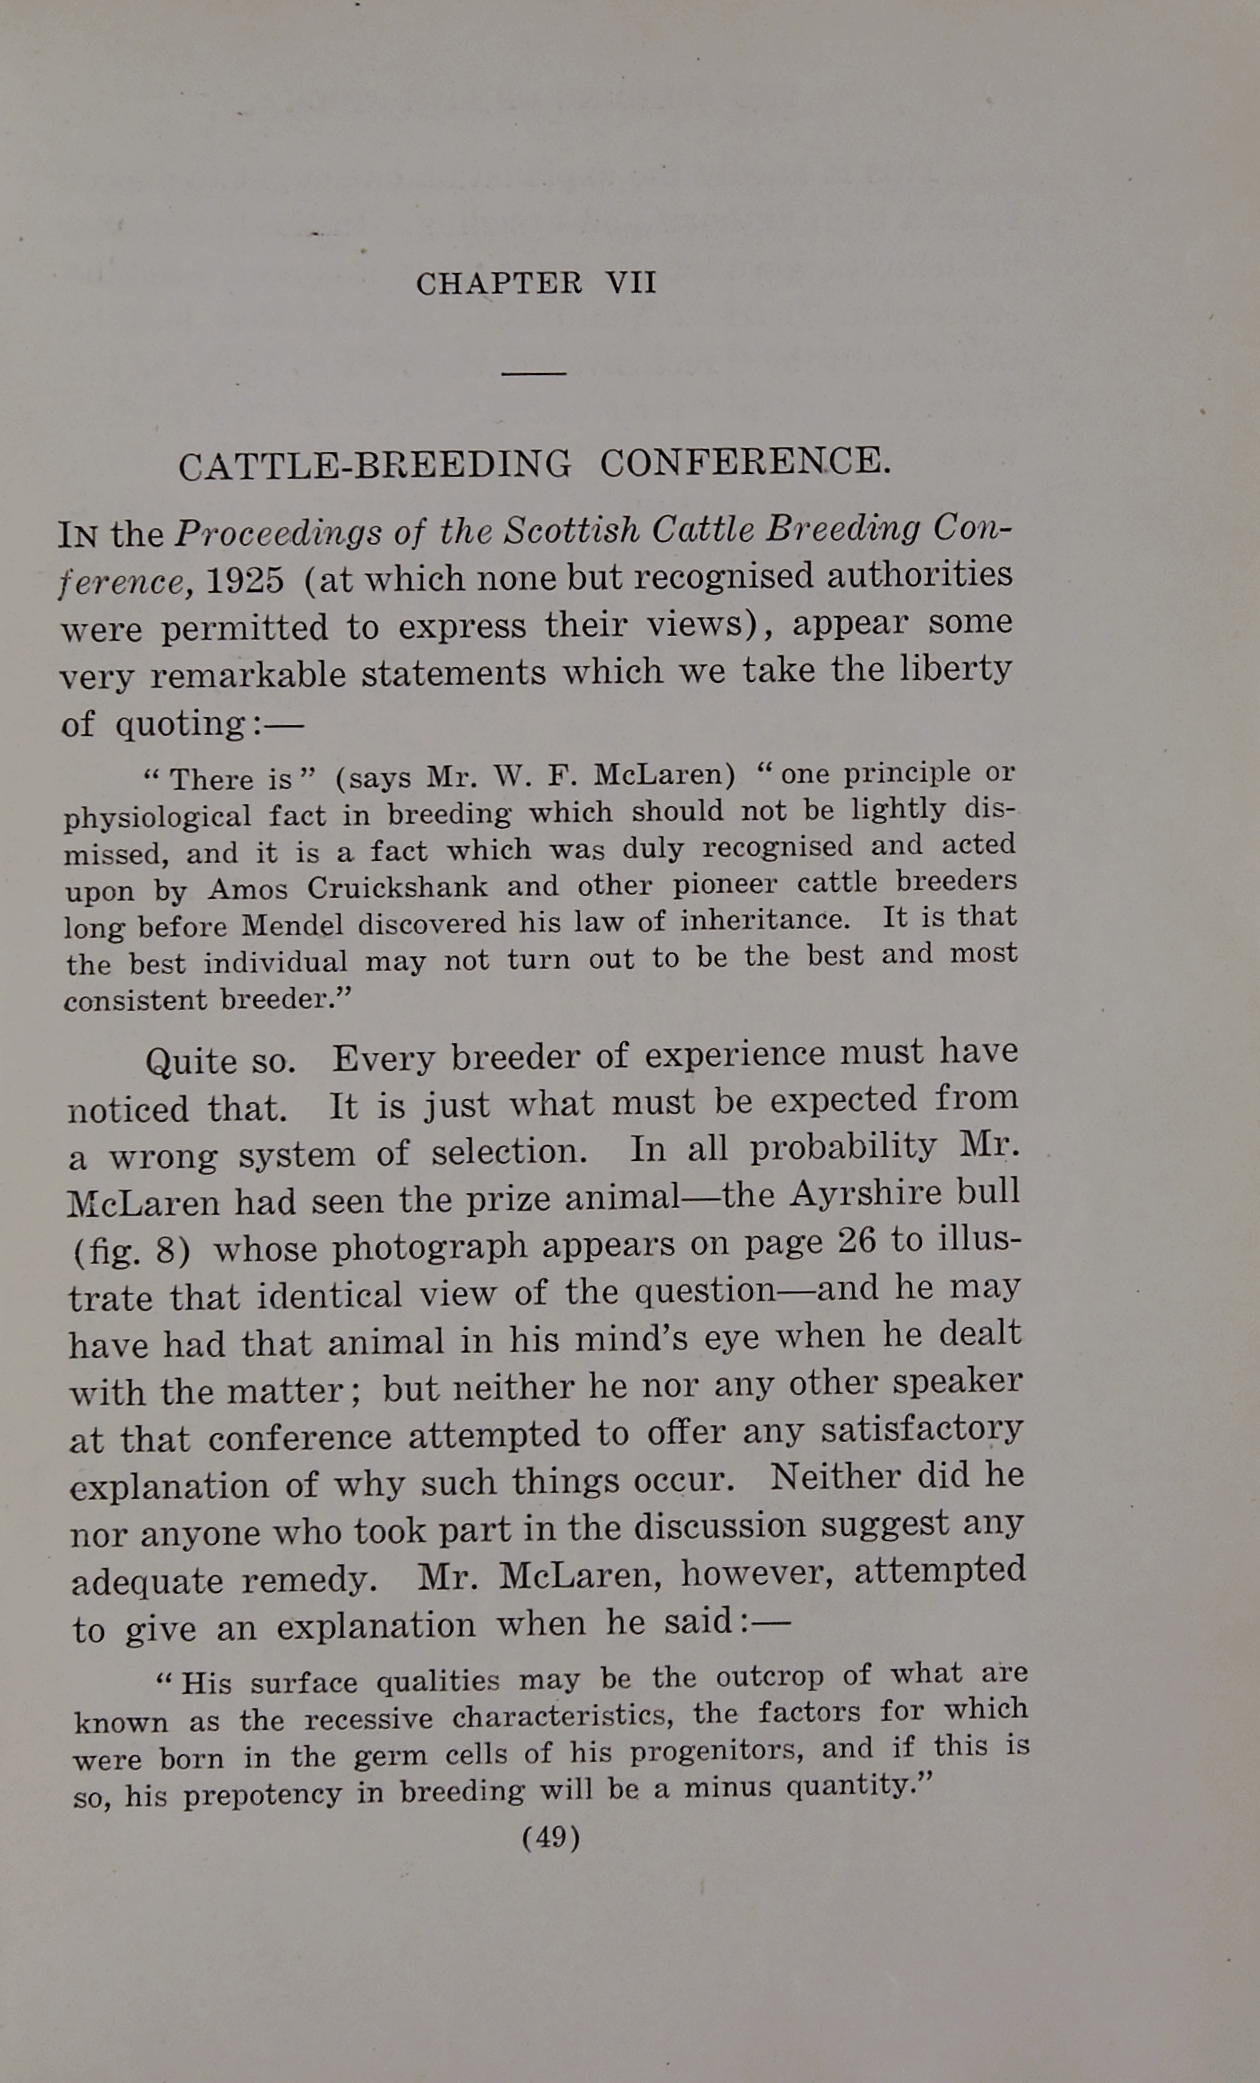 CHAPTER VII
CATTLE-BREEDING CONFERENCE.
IN the Proceedings of the Scottish Cattle Breeding Con-
ference, 1925 (at which none but recognised authorities
were permitted to express their views), appear some
very remarkable statements which we take the liberty
of quoting:—
“There is” (says Mr. W. F. McLaren) “one principle or
physiological fact in breeding which should not be lightly dis-
missed, and it is a fact which was duly recognised and acted
upon by Amos Cruickshank and other pioneer cattle breeders
long before Mendel discovered his law of inheritance. It is that
the best individual may not turn out to be the best and most
consistent breeder.”
Quite so. Every breeder of experience must have
noticed that. It is just what must be expected from
a wrong system of selection. In all probability Mr.
McLaren had seen the prize animal—the Ayrshire bull
(fig. 8) whose photograph appears on page 26 to illus-
trate that identical view of the question—and he may
have had that animal in his mind’s eye when he dealt
with the matter; but neither he nor any other speaker
at that conference attempted to offer any satisfactory
explanation of why such things occur. Neither did he
nor anyone who took part in the discussion suggest any
adequate remedy. Mr. McLaren, however, attempted
to give an explanation when he said:—
“His surface qualities may be the outcrop of what are
known as the recessive characteristics, the factors for which
were born in the germ cells of his progenitors, and if this is
so, his prepotency in breeding will be a minus quantity.”
(49)